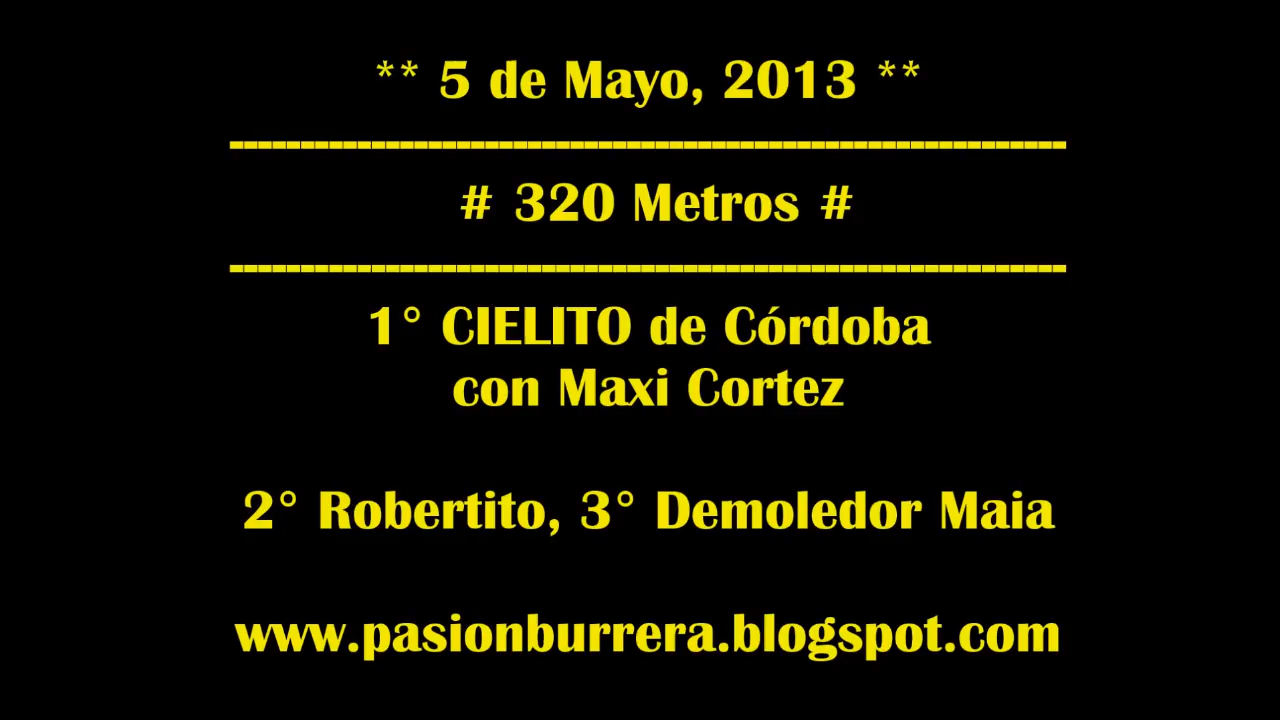 ** 5 de Mayo, 2013 **
-----------------------------------------------------------
# 320 Metros #
-----------------------------------------------------------
1° CIELITO de Córdoba
con Maxi Cortez
2° Robertito, 3° Demoledor Maia
www.pasionburrera.blogspot.com